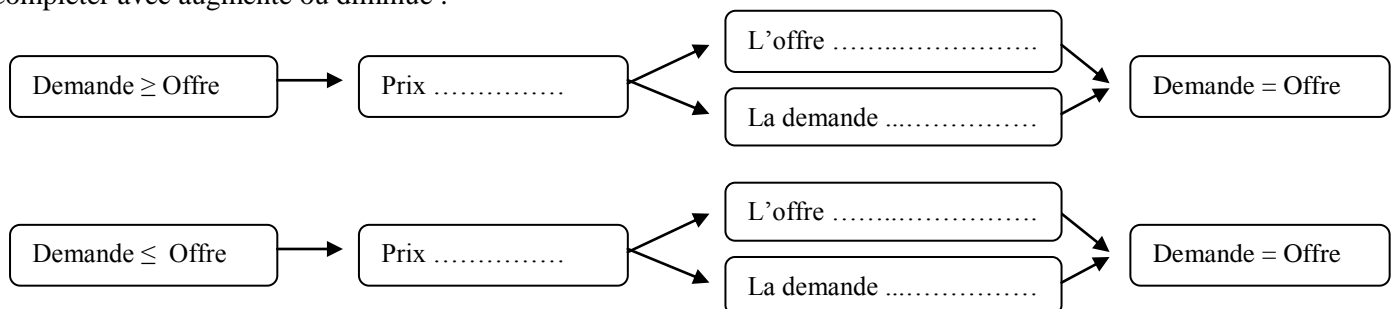 compléter avec augmente ou diminue :
L’offre ……..…………….
Demande ≥ Offre
Prix ……………
Demande = Offre
La demande ...……………
L’offre ……..…………….
Demande ≤ Offre
Prix ……………
Demande = Offre
La demande ...……………